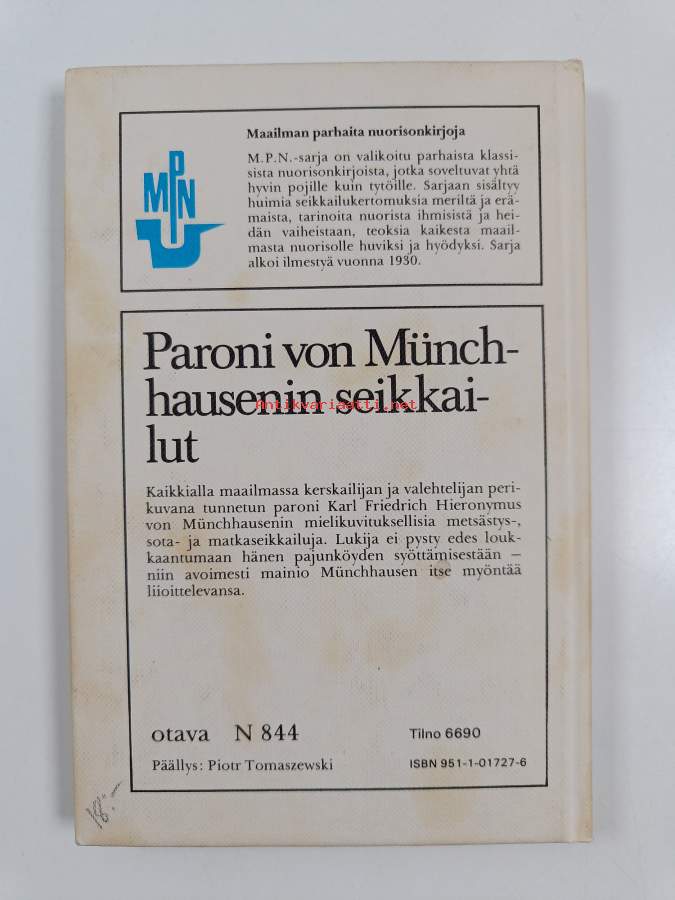 Maailman parhaita nuorisonkirjoja
MPN
M.P.N.-sarja on valikoitu parhaista klassi-
sista nuorisonkirjoista, jotka soveltuvat yhtä
hyvin pojille kuin tytöille. Sarjaan sisältyy
huimia seikkailukertomuksia meriltä ja erä-
maista, tarinoita nuorista ihmisistä ja hei-
dän vaiheistaan, teoksia kaikesta maail-
masta nuorisolle huviksi ja hyödyksi. Sarja
alkoi ilmestyä vuonna 1930.
Paroni von Münch-
hausenin seikkai-
lut
Antikvariaatti.net
Kaikkialla maailmassa kerskailijan ja valehtelijan peri-
kuvana tunnetun paroni Karl Friedrich Hieronymus
von Münchhausenin mielikuvituksellisia metsästys-,
sota- ja matkaseikkailuja. Lukija ei pysty edes louk-
kaantumaan hänen pajunköyden syöttämisestään –
niin avoimesti mainio Münchhausen itse myöntää
liioittelevansa.
otava N 844
Tilno 6690
Päällys: Piotr Tomaszewski
ISBN 951-1-01727-6
18:–